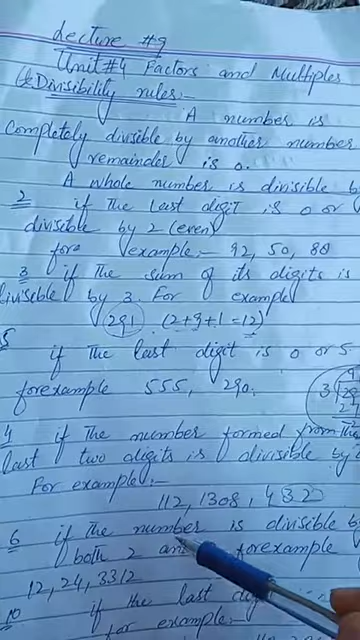 Lecture #9
Unit #4 Factors and Multiples
Divisibility rules:-
A number is
completely divisible by another number
remainder is 0.
A whole number is divisible by
2 if the last digit is 0 or
divisible by 2 (even)
for example:- 92, 50, 88
3 if the sum of its digits is
divisible by 3. For example
291 (2+9+1=12)
5
if the last digit is 0 or 5
for example 555, 290.
4 if the number formed from the
last two digits is divisible by
For example:-
112, 1308, 432
6 if the number is divisible by
both 2 and for example
12, 24, 3312
10 if the last digit is
for example:-